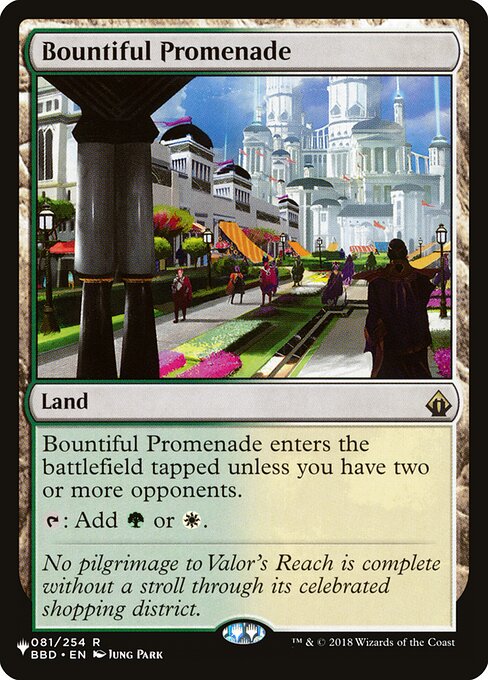 Bountiful Promenade
Land
Bountiful Promenade enters the
battlefield tapped unless you have two
or more opponents.
: Add or .
No pilgrimage to Valor's Reach is complete
without a stroll through its celebrated
shopping district.
081/254 R
BBD • EN Jung Park
™ & © 2018 Wizards of the Coast